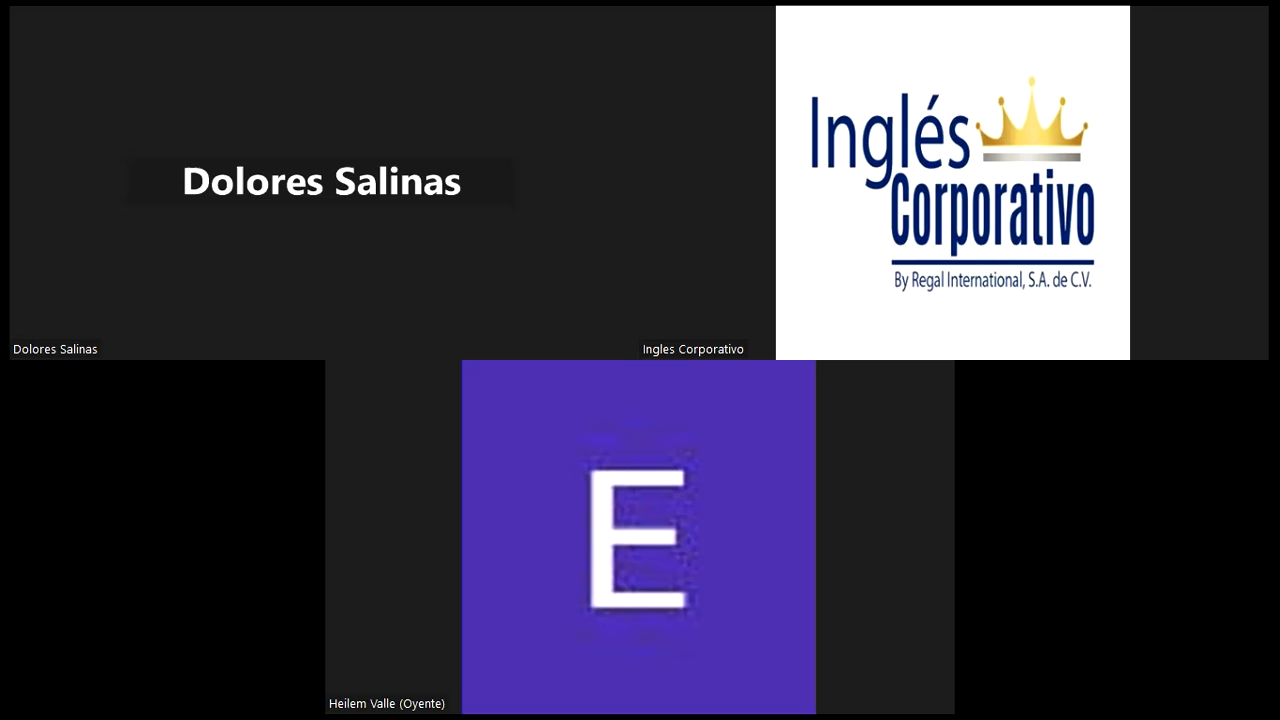 Dolores Salinas
Dolores Salinas
Inglés
Corporativo
By Regal International, S.A. de C.V.
Ingles Corporativo
E
Heilem Valle (Oyente)